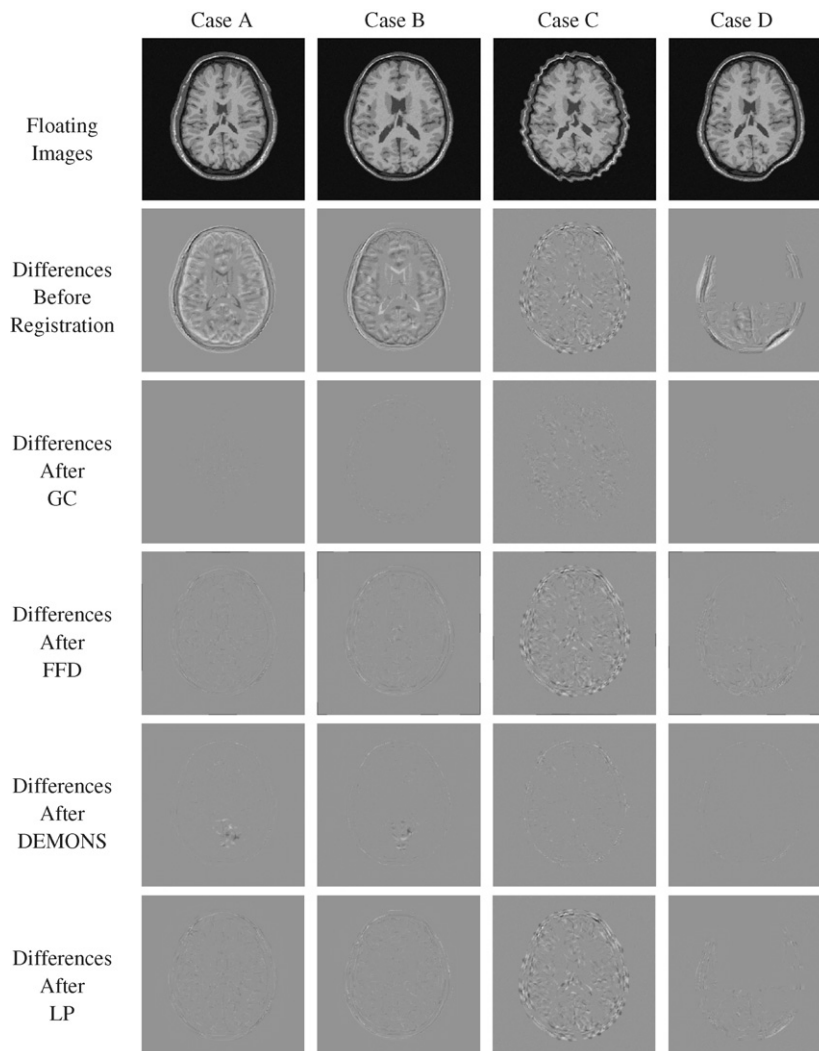 Case A Case B Case C Case D
Floating
Images
Differences
Before
Registration
Differences
After
GC
Differences
After
FFD
Differences
After
DEMONS
Differences
After
LP